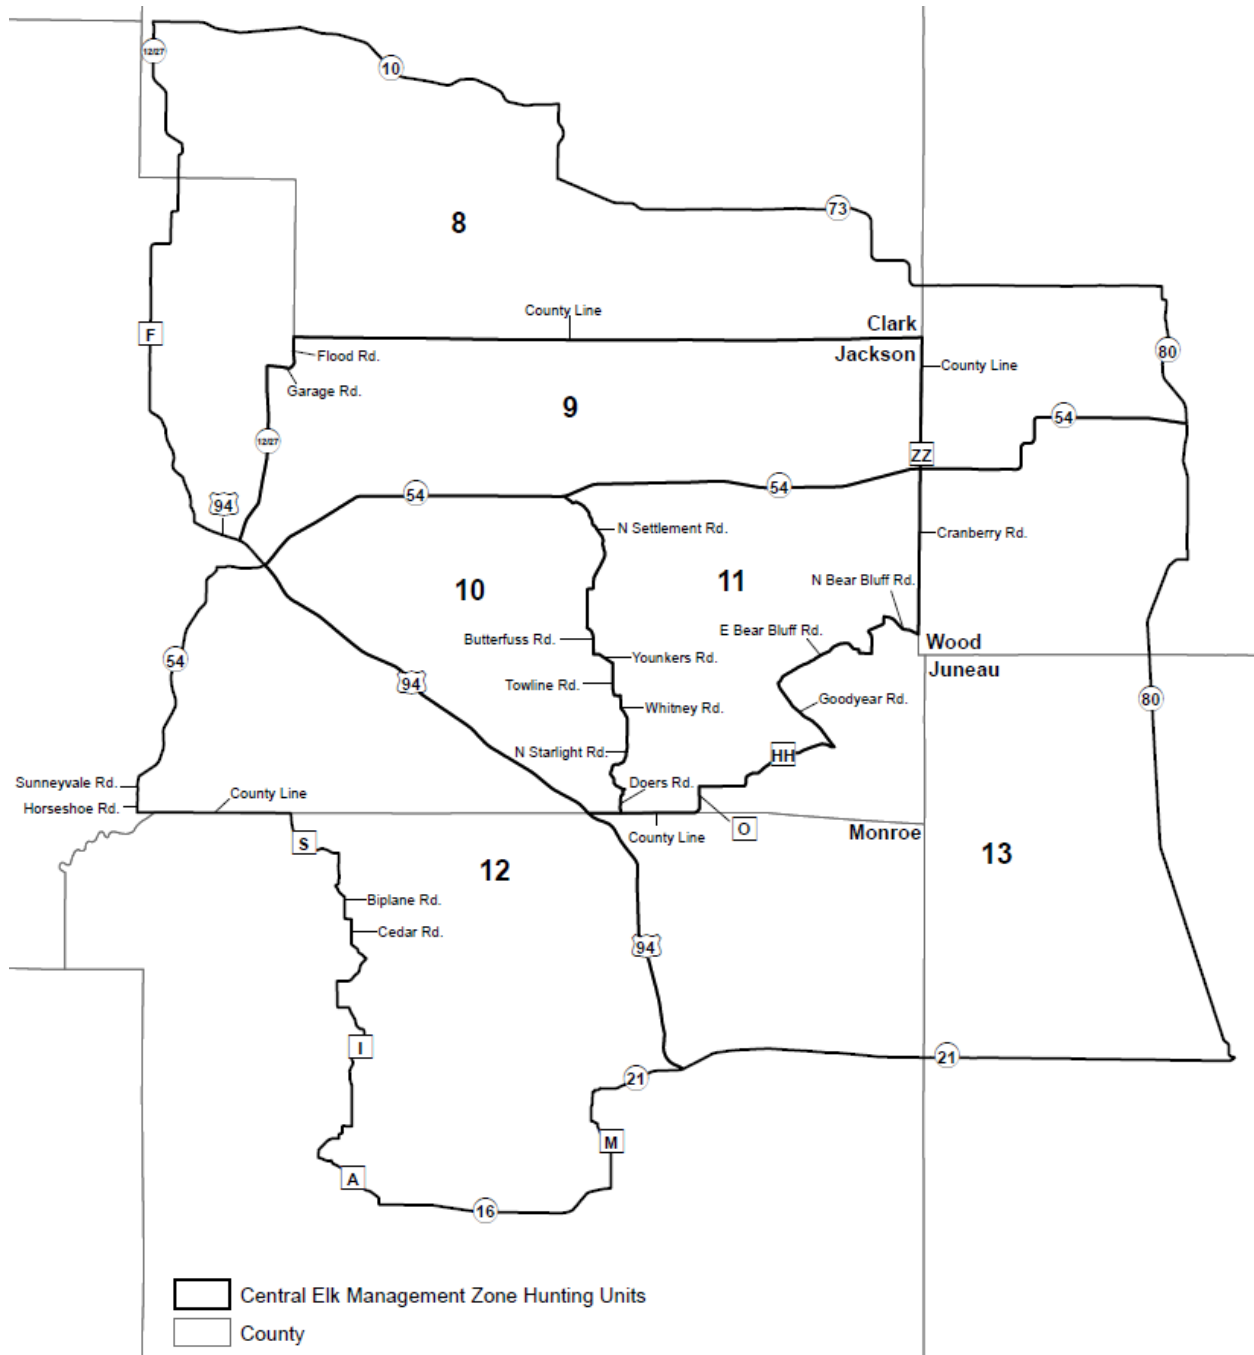 12/27
10
8
73
County Line
Clark
F
Flood Rd.
Jackson
80
County Line
Garage Rd.
9
54
12/27
ZZ
54
54
94
N Settlement Rd.
Cranberry Rd.
10
11
N Bear Bluff Rd.
E Bear Bluff Rd.
Butterfuss Rd.
Wood
54
Younkers Rd.
Juneau
94
Towline Rd.
80
Goodyear Rd.
Whitney Rd.
N Starlight Rd.
HH
Sunneyvale Rd.
Doers Rd.
County Line
Horseshoe Rd.
O
Monroe
County Line
S
13
12
Biplane Rd.
Cedar Rd.
94
I
21
21
M
A
16
Central Elk Management Zone Hunting Units
County